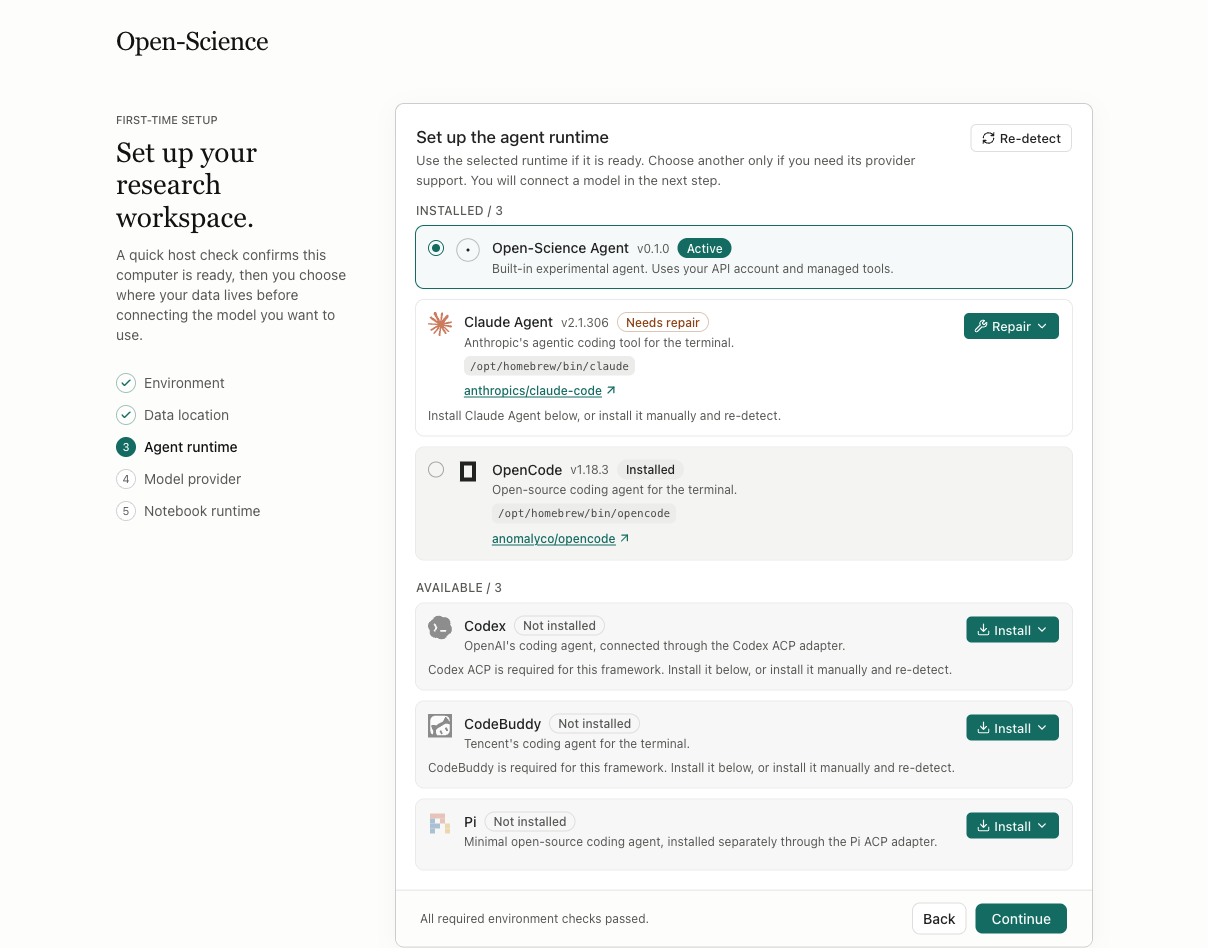 Open-Science
FIRST-TIME SETUP
Set up your
research
workspace.
A quick host check confirms this
computer is ready, then you choose
where your data lives before
connecting the model you want to
use.
Environment
Data location
3 Agent runtime
4 Model provider
5 Notebook runtime
Set up the agent runtime
Re-detect
Use the selected runtime if it is ready. Choose another only if you need its provider
support. You will connect a model in the next step.
INSTALLED / 3
Open-Science Agent v0.1.0 Active
Built-in experimental agent. Uses your API account and managed tools.
Claude Agent v2.1.306 Needs repair
Repair
Anthropic's agentic coding tool for the terminal.
/opt/homebrew/bin/claude
anthropics/claude-code
Install Claude Agent below, or install it manually and re-detect.
OpenCode v1.18.3 Installed
Open-source coding agent for the terminal.
/opt/homebrew/bin/opencode
anomalyco/opencode
AVAILABLE / 3
Codex Not installed
Install
OpenAI's coding agent, connected through the Codex ACP adapter.
Codex ACP is required for this framework. Install it below, or install it manually and re-detect.
CodeBuddy Not installed
Install
Tencent's coding agent for the terminal.
CodeBuddy is required for this framework. Install it below, or install it manually and re-detect.
Pi Not installed
Install
Minimal open-source coding agent, installed separately through the Pi ACP adapter.
All required environment checks passed.
Back
Continue